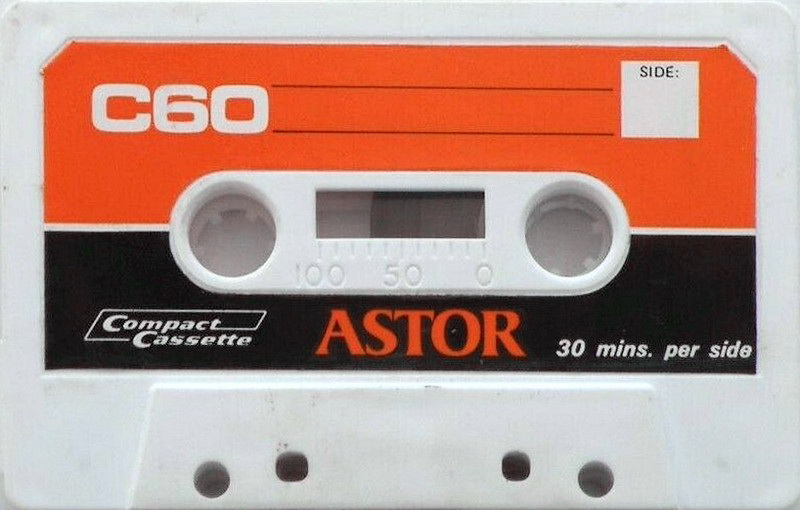 C60
SIDE:
100 50 0
Compact
Cassette
ASTOR
30 mins. per side